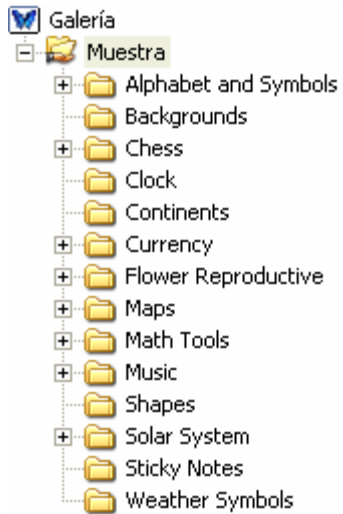 Galería
Muestra
Alphabet and Symbols
Backgrounds
Chess
Clock
Continents
Currency
Flower Reproductive
Maps
Math Tools
Music
Shapes
Solar System
Sticky Notes
Weather Symbols